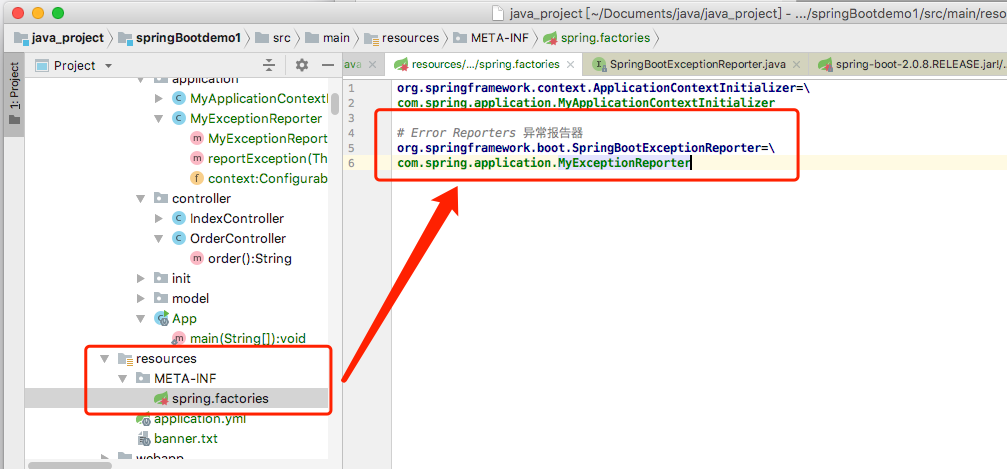 java_project [~/Documents/java/java_project] - .../springBootdemo1/src/main/reso
java_project springBootdemo1 src main resources META-INF spring.factories
1: Project
Project
ava resources/.../spring.factories SpringBootExceptionReporter.java spring-boot-2.0.8.RELEASE.jar!/..
application
MyApplicationContextI
MyExceptionReporter
MyExceptionReport
reportException(Th
context:Configurab
controller
IndexController
OrderController
order():String
init
model
App
main(String[]):void
resources
META-INF
spring.factories
application.yml
banner.txt
webapp
1 org.springframework.context.ApplicationContextInitializer=\
2 com.spring.application.MyApplicationContextInitializer
3
4 # Error Reporters 异常报告器
5 org.springframework.boot.SpringBootExceptionReporter=\
6 com.spring.application.MyExceptionReporter